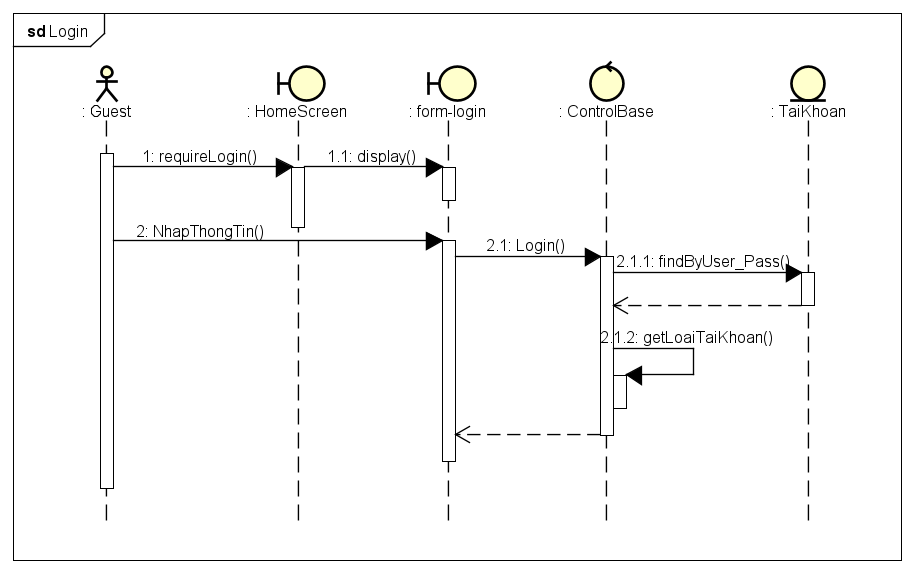 sd Login
: Guest
: HomeScreen
: form-login
: ControlBase
: TaiKhoan
1: requireLogin()
1.1: display()
2: NhapThongTin()
2.1: Login()
2.1.1: findByUser_Pass()
2.1.2: getLoaiTaiKhoan()